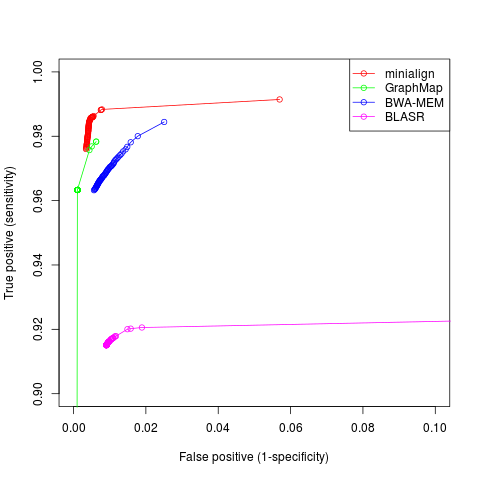 minialign
GraphMap
BWA-MEM
BLASR
True positive (sensitivity)
1.00
0.98
0.96
0.94
0.92
0.90
0.00
0.02
0.04
0.06
0.08
0.10
False positive (1-specificity)